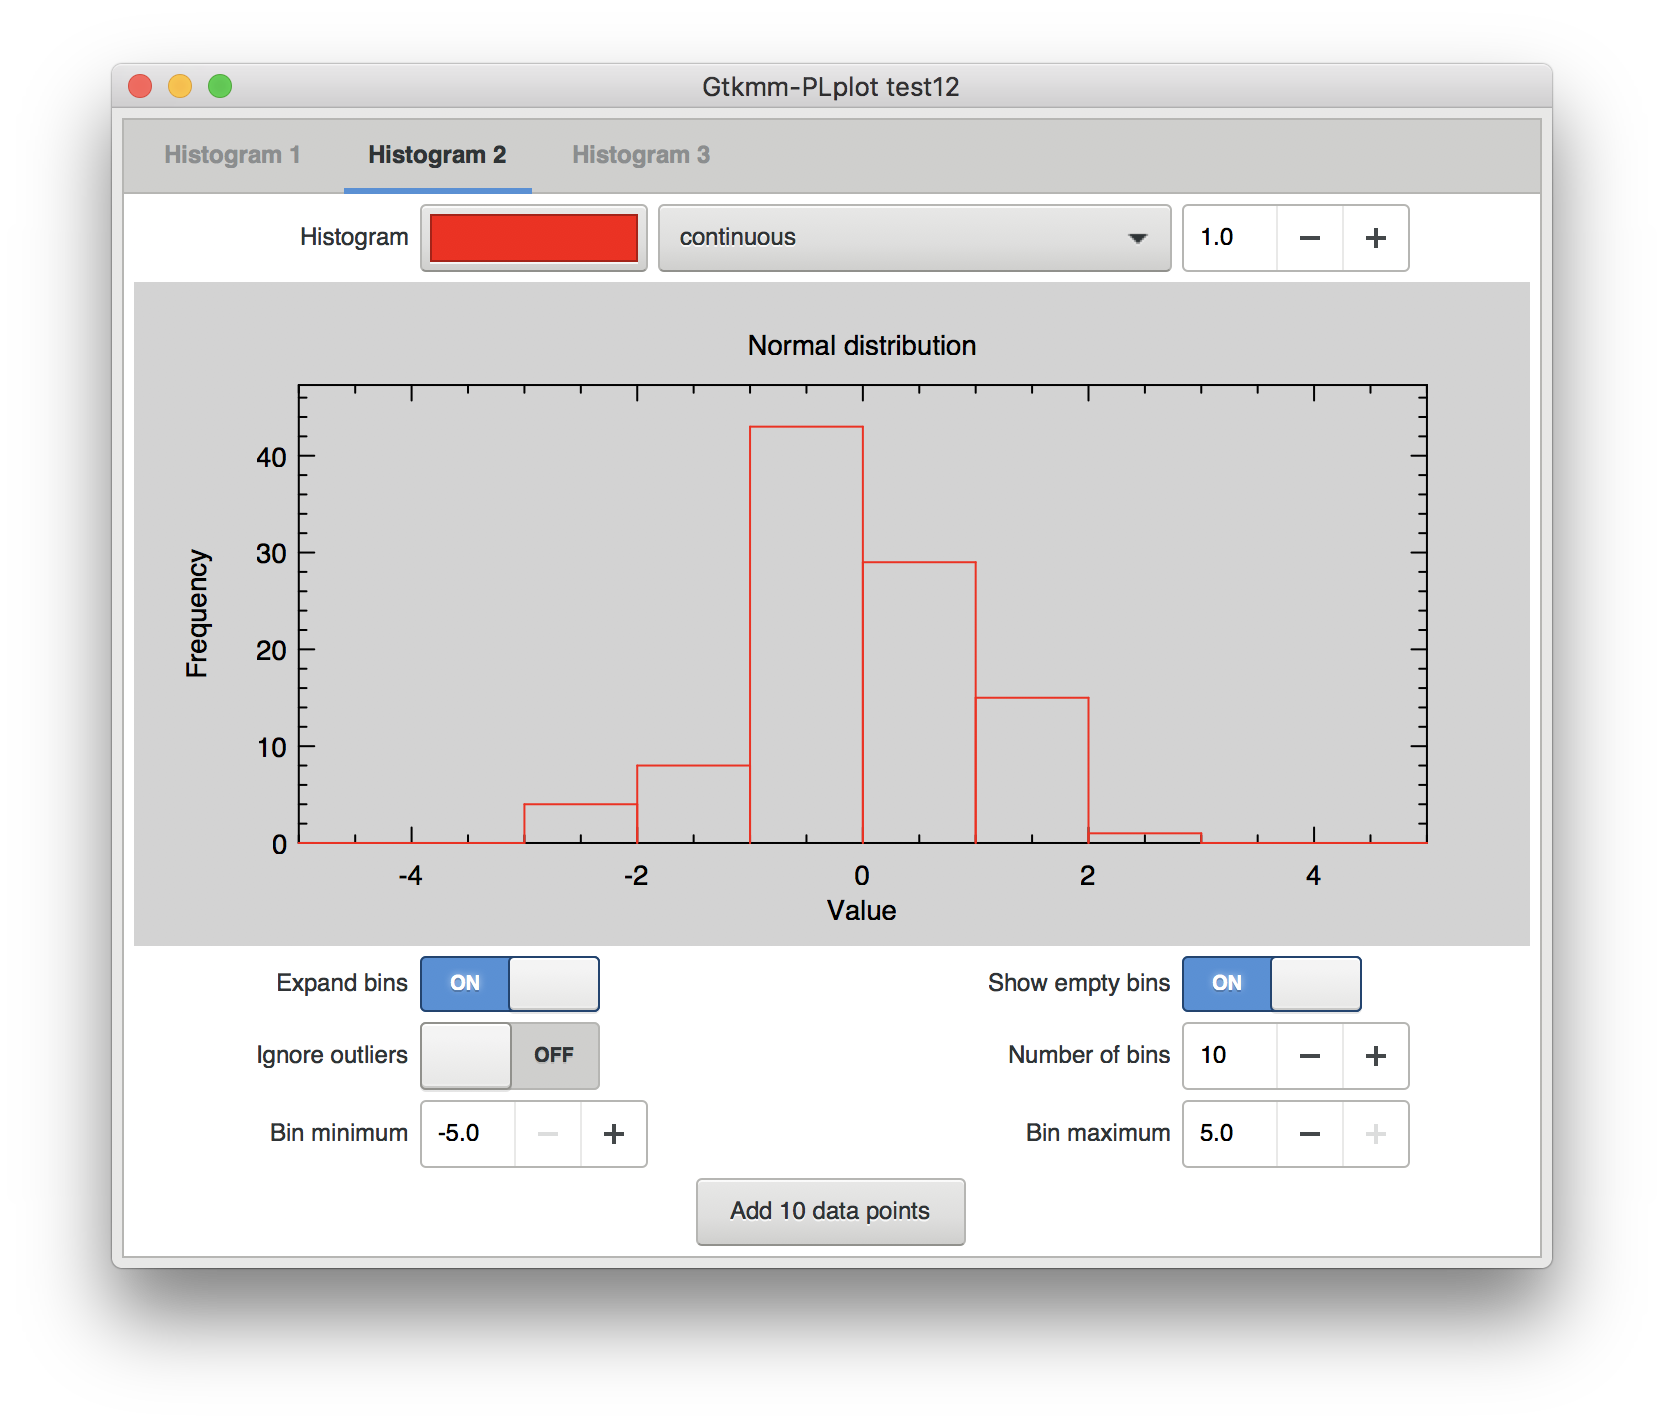 Gtkmm-PLplot test12
Histogram 1 Histogram 2 Histogram 3
Histogram continuous 1.0 − +
Normal distribution
40
30
20
10
0
Frequency
-4 -2 0 2 4
Value
Expand bins ON Show empty bins ON
Ignore outliers OFF Number of bins 10 − +
Bin minimum -5.0 − + Bin maximum 5.0 − +
Add 10 data points